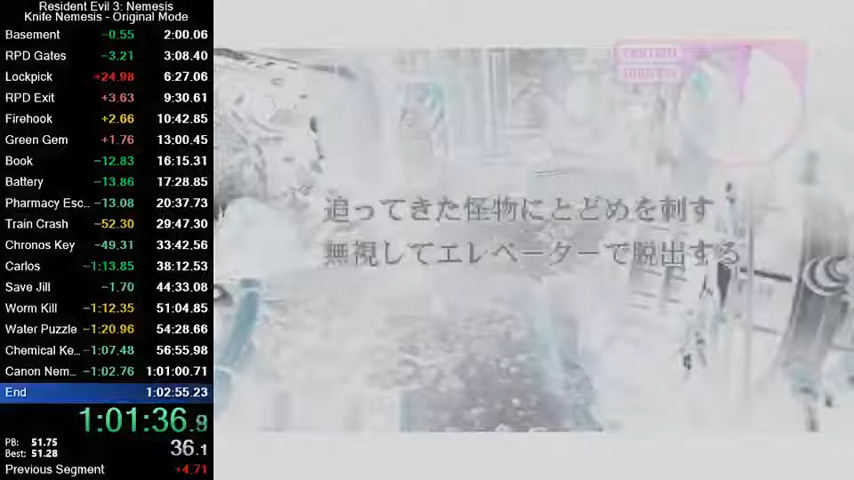 Resident Evil 3: Nemesis
Knife Nemesis - Original Mode
Basement −0.55 2:00.06
RPD Gates −3.21 3:08.40
Lockpick +24.98 6:27.06
RPD Exit +3.63 9:30.61
Firehook +2.66 10:42.85
Green Gem +1.76 13:00.45
Book −12.83 16:15.31
Battery −13.86 17:28.85
Pharmacy Esc... −13.08 20:37.73
Train Crash −52.30 29:47.30
Chronos Key −49.31 33:42.56
Carlos −1:13.85 38:12.53
Save Jill −1.70 44:33.08
Worm Kill −1:12.35 51:04.85
Water Puzzle −1:20.96 54:28.66
Chemical Ke... −1:07.48 56:55.98
Canon Nem... −1:02.76 1:01:00.71
End 1:02:55.23
1:01:36.9
PB: 51.75
Best: 51.28
36.1
Previous Segment +4.71
追ってきた怪物にとどめを刺す
無視してエレベーターで脱出する